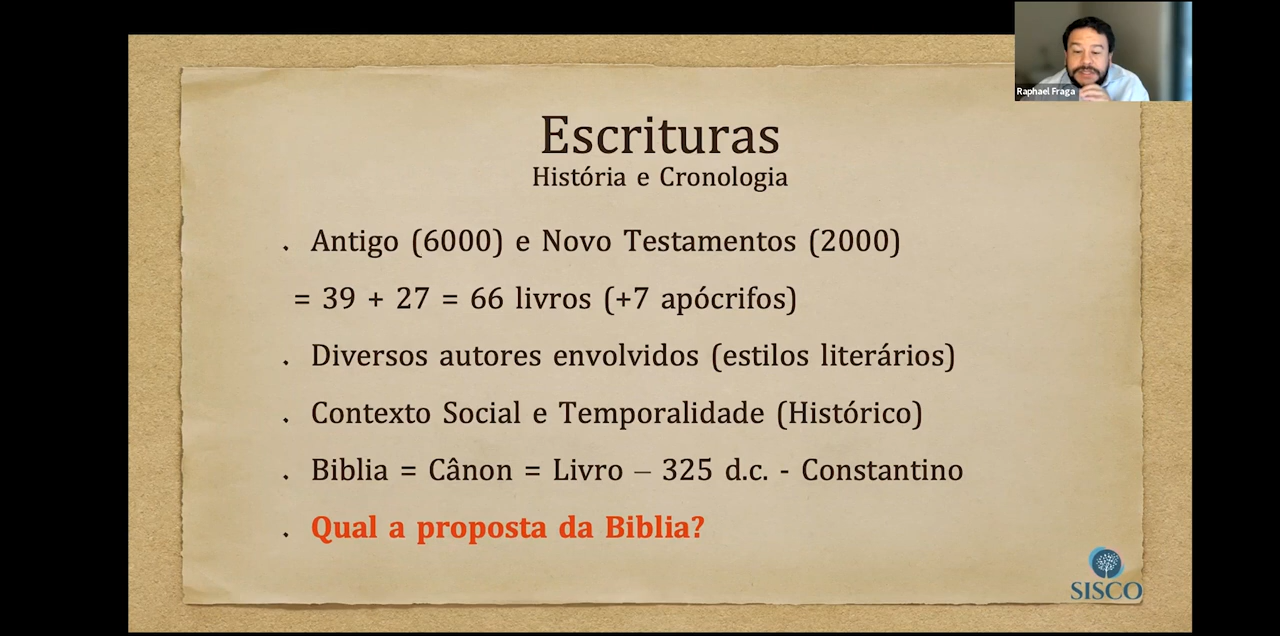 Raphael Fraga
Escrituras
História e Cronologia
. Antigo (6000) e Novo Testamentos (2000)
= 39 + 27 = 66 livros (+7 apócrifos)
. Diversos autores envolvidos (estilos literários)
. Contexto Social e Temporalidade (Histórico)
. Biblia = Cânon = Livro – 325 d.c. - Constantino
. Qual a proposta da Biblia?
SISCO